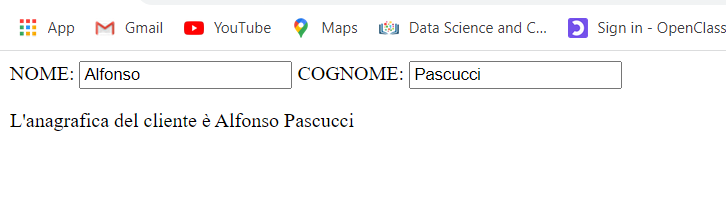 App Gmail YouTube Maps Data Science and C... Sign in - OpenClass
NOME: Alfonso COGNOME: Pascucci
L'anagrafica del cliente è Alfonso Pascucci